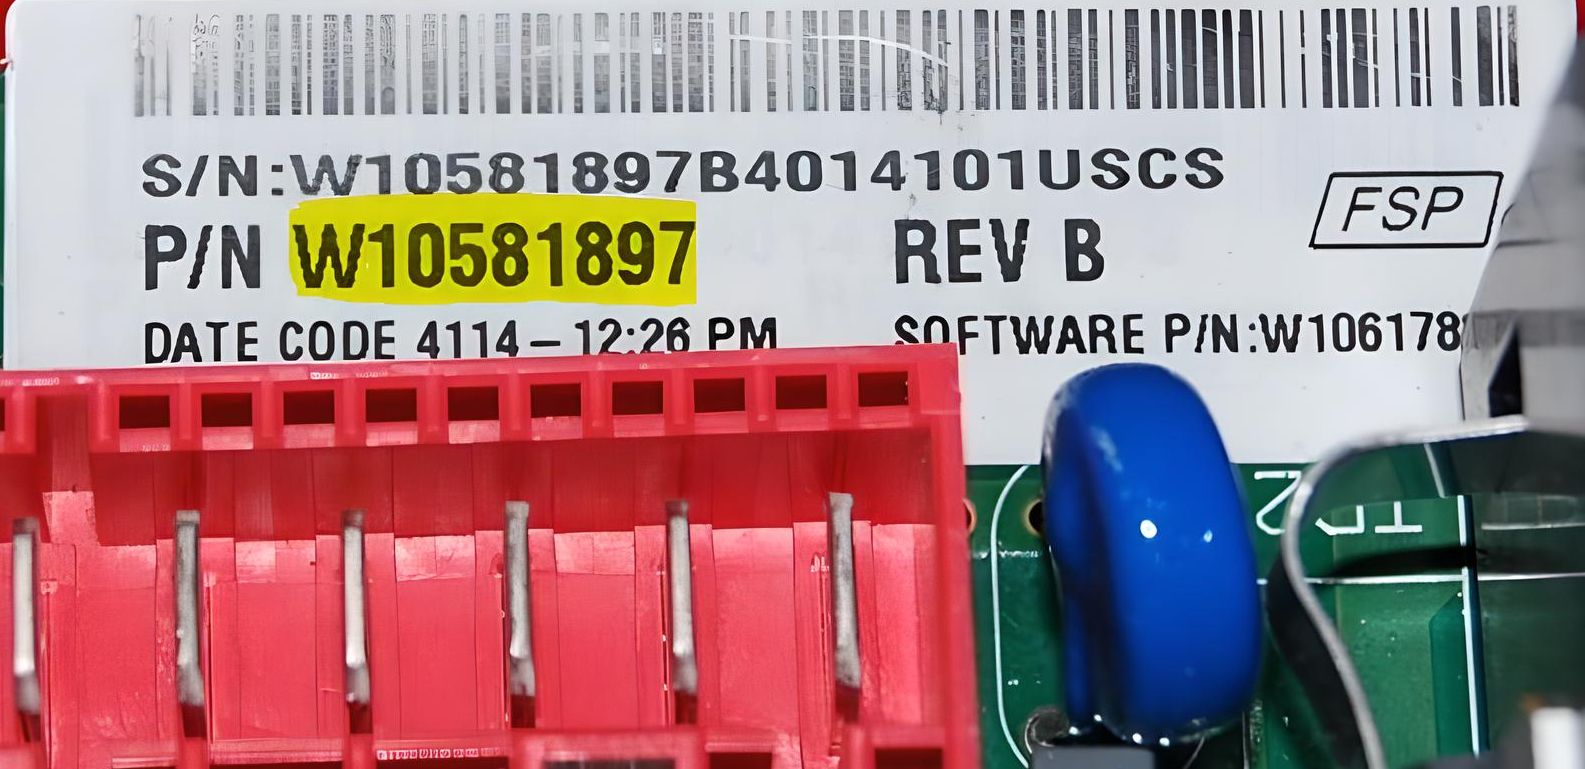 S/N:W10581897B4014101USCS
P/N W10581897 REV B
FSP
DATE CODE 4114 – 12:26 PM SOFTWARE P/N:W106178